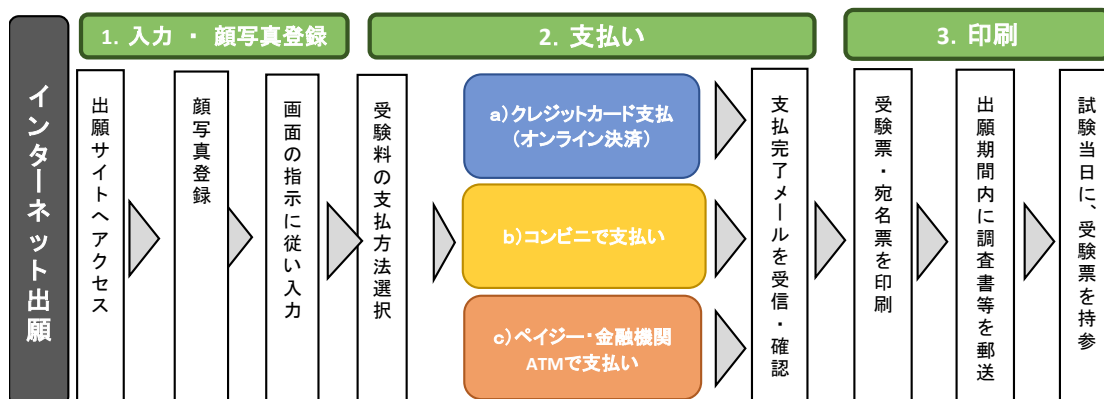 インターネット出願
1. 入力 ・ 顔写真登録
出願サイトへアクセス
顔写真登録
画面の指示に従い入力
2. 支払い
受験料の支払方法選択
a)クレジットカード支払
(オンライン決済)
b)コンビニで支払い
c)ペイジー・金融機関
ATMで支払い
支払完了メールを受信・確認
3. 印刷
受験票・宛名票を印刷
出願期間内に調査書等を郵送
試験当日に、受験票を持参